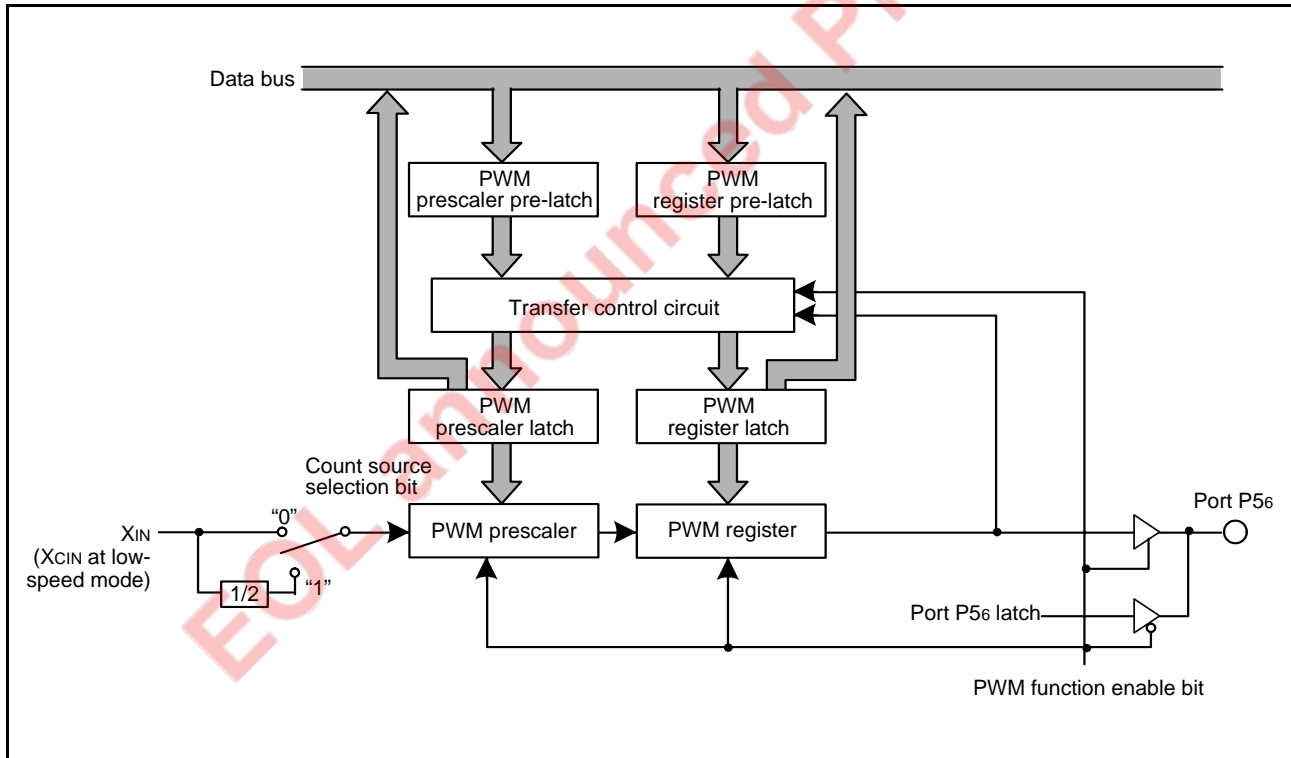 Data bus
PWM
prescaler pre-latch
PWM
register pre-latch
Transfer control circuit
PWM
prescaler latch
PWM
register latch
Count source
selection bit
Port P56
XIN
(XCIN at low-
speed mode)
“0”
PWM prescaler
PWM register
1/2
“1”
Port P56 latch
PWM function enable bit
EOL announced